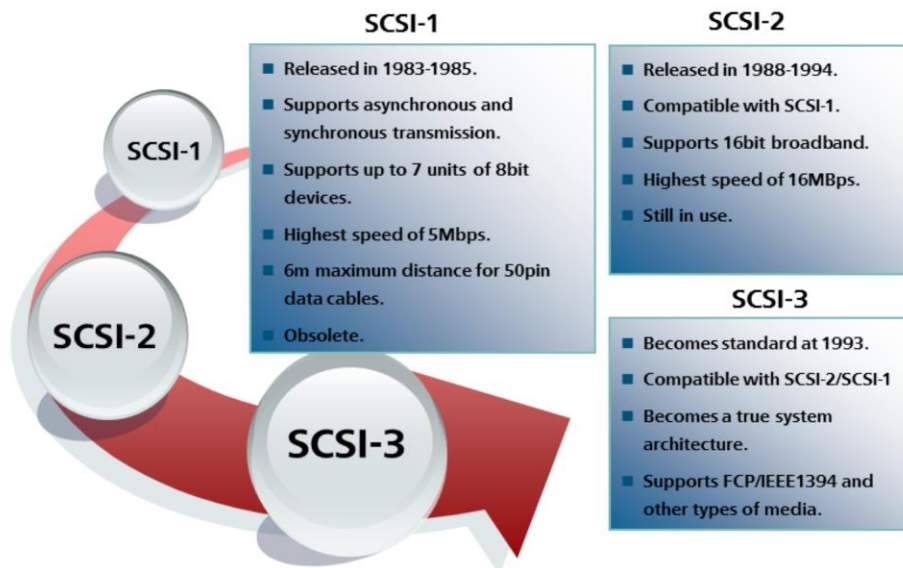 SCSI-1
■ Released in 1983-1985.
■ Supports asynchronous and
synchronous transmission.
■ Supports up to 7 units of 8bit
devices.
■ Highest speed of 5Mbps.
■ 6m maximum distance for 50pin
data cables.
■ Obsolete.
SCSI-2
■ Released in 1988-1994.
■ Compatible with SCSI-1.
■ Supports 16bit broadband.
■ Highest speed of 16MBps.
■ Still in use.
SCSI-3
■ Becomes standard at 1993.
■ Compatible with SCSI-2/SCSI-1
■ Becomes a true system
architecture.
■ Supports FCP/IEEE1394 and
other types of media.
SCSI-1
SCSI-2
SCSI-3